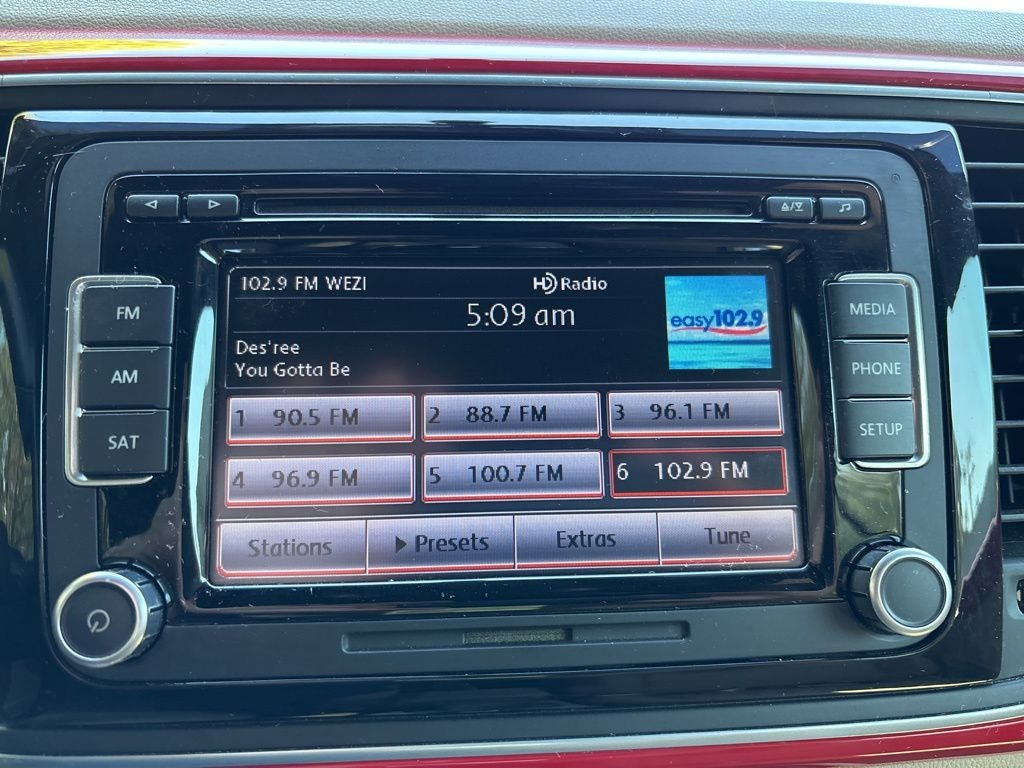 102.9 FM WEZI HD Radio
5:09 am
easy102.9
Des'ree
You Gotta Be
1 90.5 FM 2 88.7 FM 3 96.1 FM
4 96.9 FM 5 100.7 FM 6 102.9 FM
Stations Presets Extras Tune
FM
AM
SAT
MEDIA
PHONE
SETUP